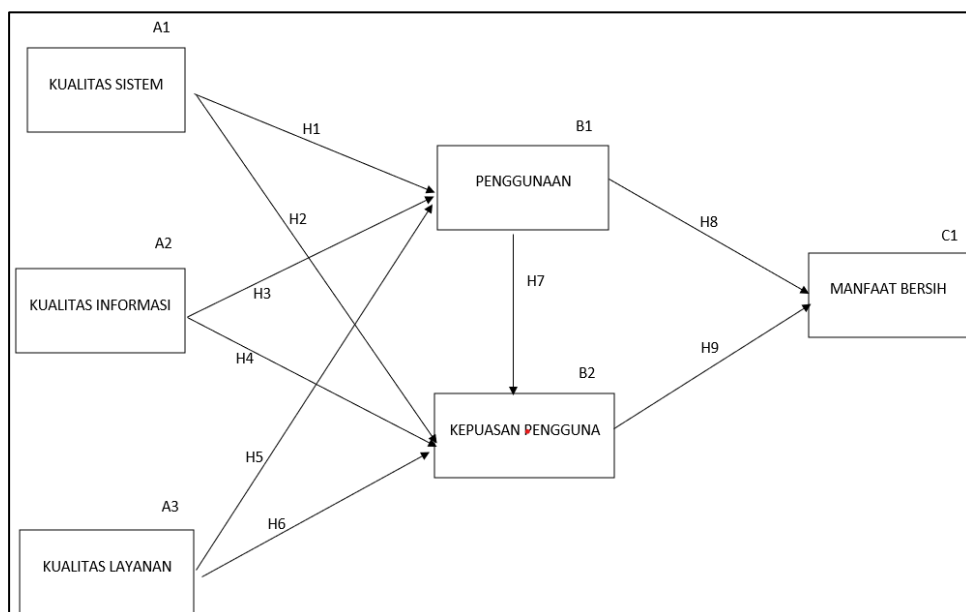 A1
KUALITAS SISTEM
H1
B1
PENGGUNAAN
H2
H8
A2
C1
KUALITAS INFORMASI
H3
H7
MANFAAT BERSIH
H4
H9
B2
KEPUASAN PENGGUNA
H5
A3
H6
KUALITAS LAYANAN